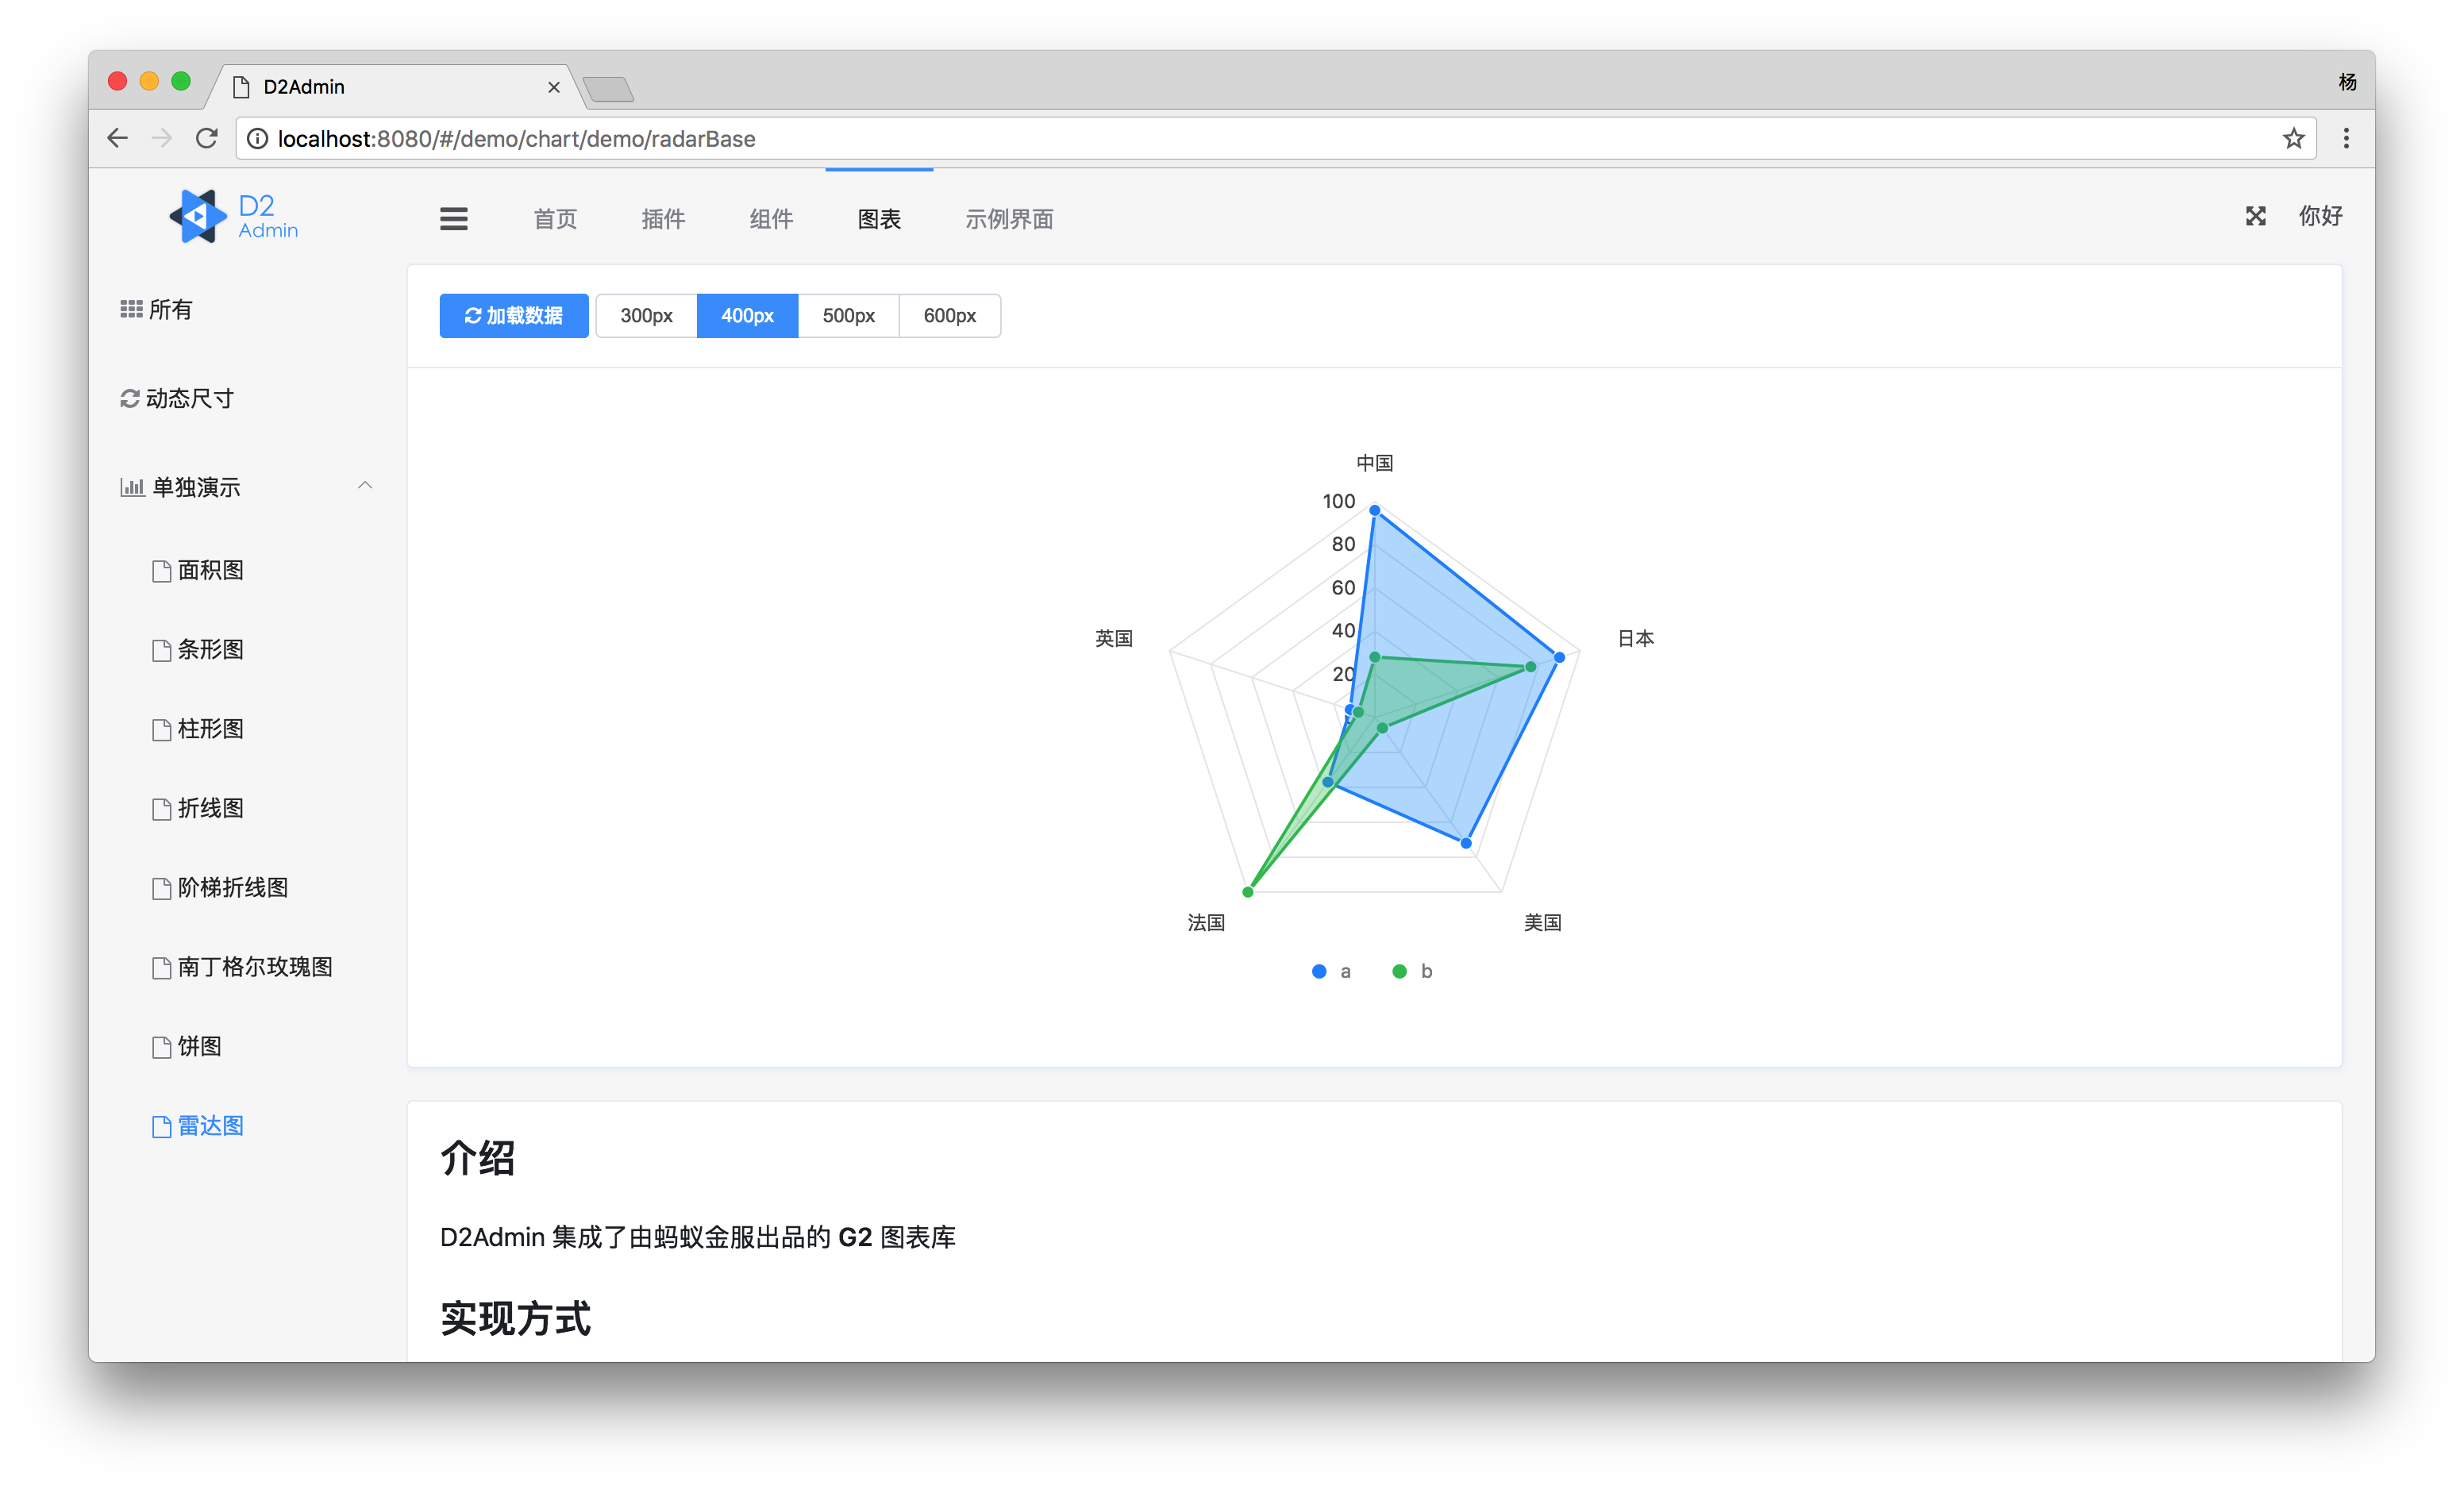 D2Admin
杨
localhost:8080/#/demo/chart/demo/radarBase
D2
Admin
首页 插件 组件 图表 示例界面 你好
所有
动态尺寸
单独演示
面积图
条形图
柱形图
折线图
阶梯折线图
南丁格尔玫瑰图
饼图
雷达图
加载数据 300px 400px 500px 600px
中国
100
80
60
40
20
英国
日本
法国
美国
a b
介绍
D2Admin 集成了由蚂蚁金服出品的 G2 图表库
实现方式